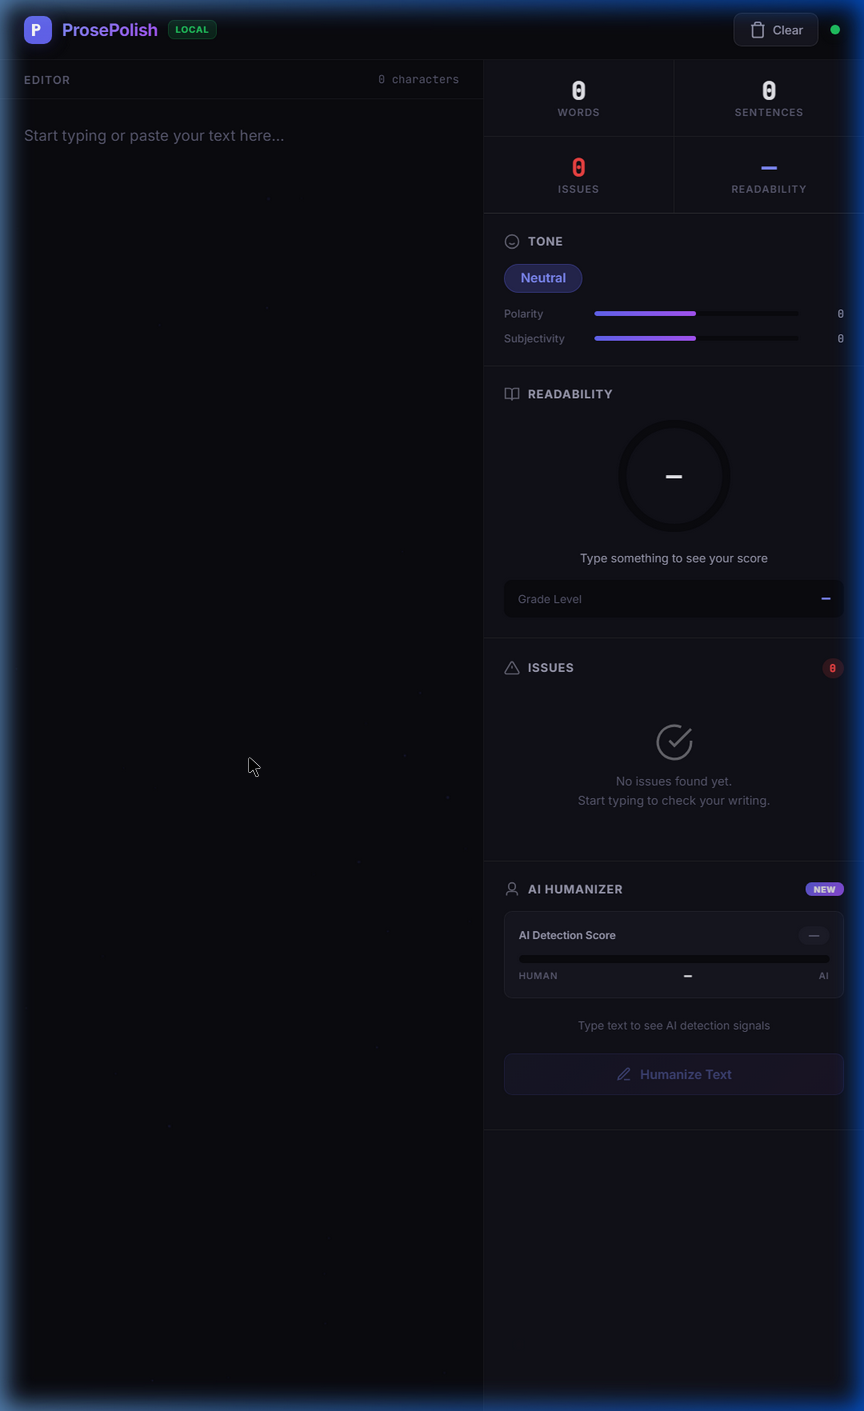 P ProsePolish LOCAL
Clear
EDITOR
0 characters
Start typing or paste your text here...
0
WORDS
0
SENTENCES
0
ISSUES
—
READABILITY
TONE
Neutral
Polarity 0
Subjectivity 0
READABILITY
—
Type something to see your score
Grade Level —
ISSUES 0
No issues found yet.
Start typing to check your writing.
AI HUMANIZER NEW
AI Detection Score —
HUMAN — AI
Type text to see AI detection signals
Humanize Text